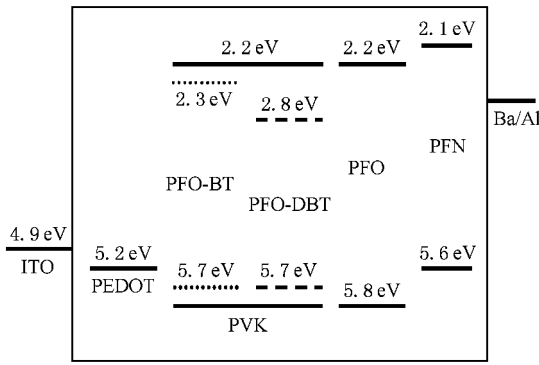 2.1 eV
2.2 eV 2.2 eV
2.3 eV 2.8 eV
Ba/Al
PFN
PFO
PFO-BT
PFO-DBT
4.9 eV
5.2 eV 5.7 eV 5.7 eV 5.6 eV
ITO
PEDOT 5.8 eV
PVK